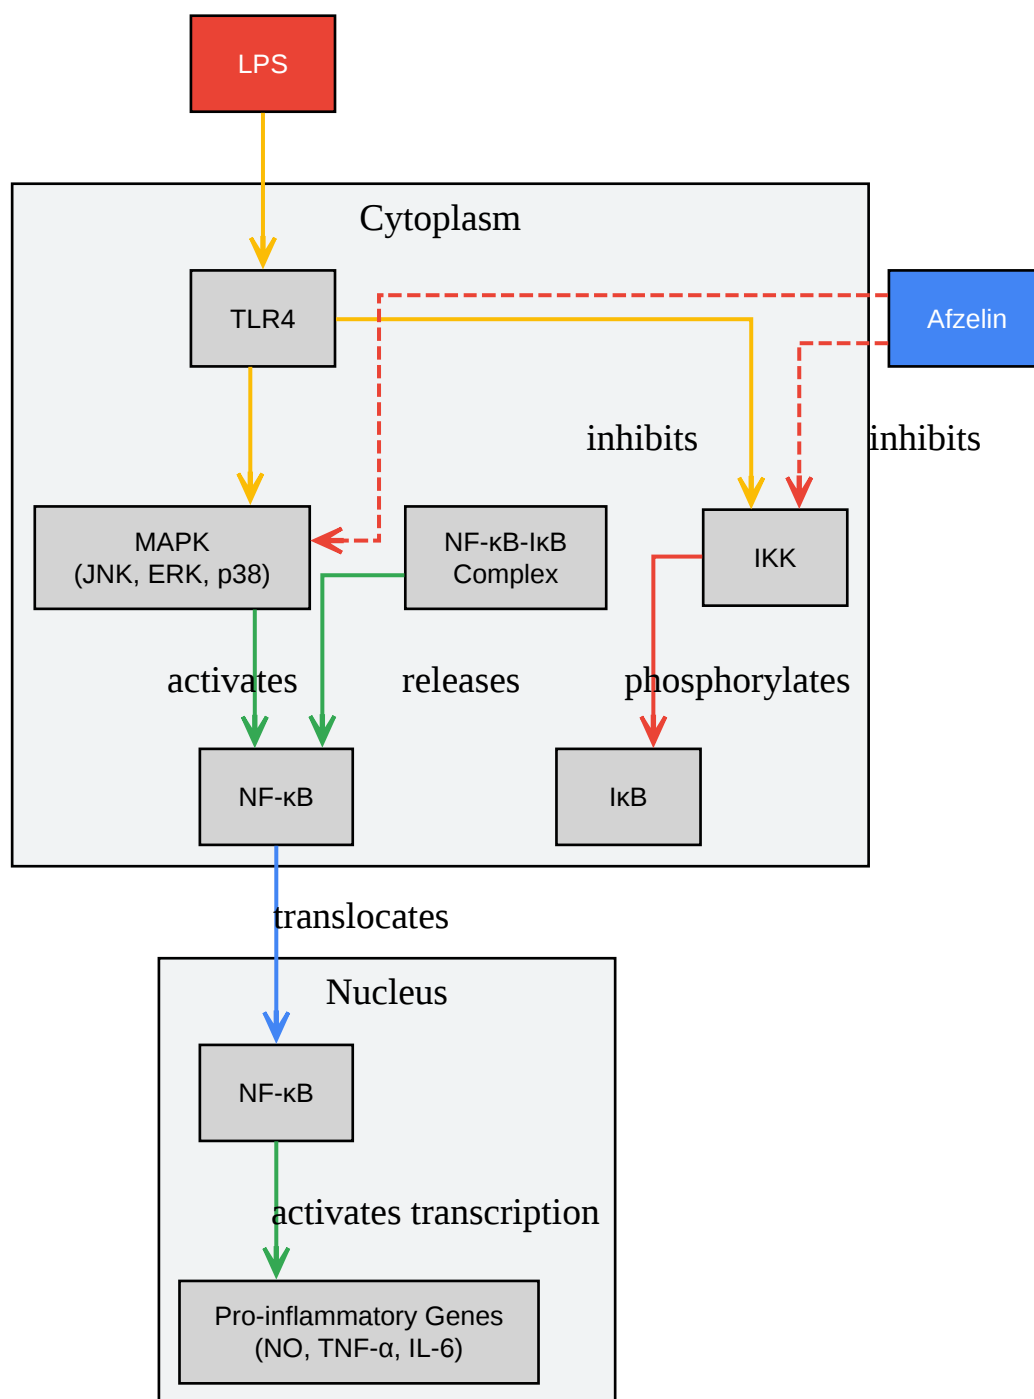 LPS
Cytoplasm
TLR4
Afzelin
inhibits
inhibits
MAPK
(JNK, ERK, p38)
NF-κB-IκB
Complex
IKK
activates
releases
phosphorylates
NF-κB
IκB
translocates
Nucleus
NF-κB
activates transcription
Pro-inflammatory Genes
(NO, TNF-α, IL-6)